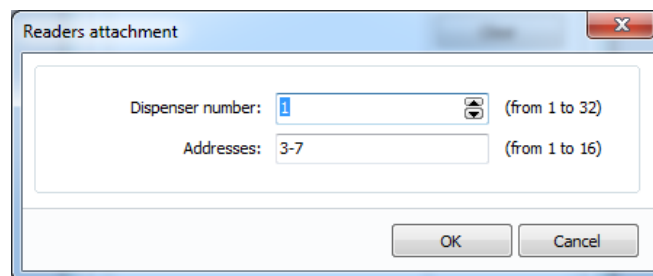 Readers attachment
Dispenser number: 1 (from 1 to 32)
Addresses: 3-7 (from 1 to 16)
OK Cancel